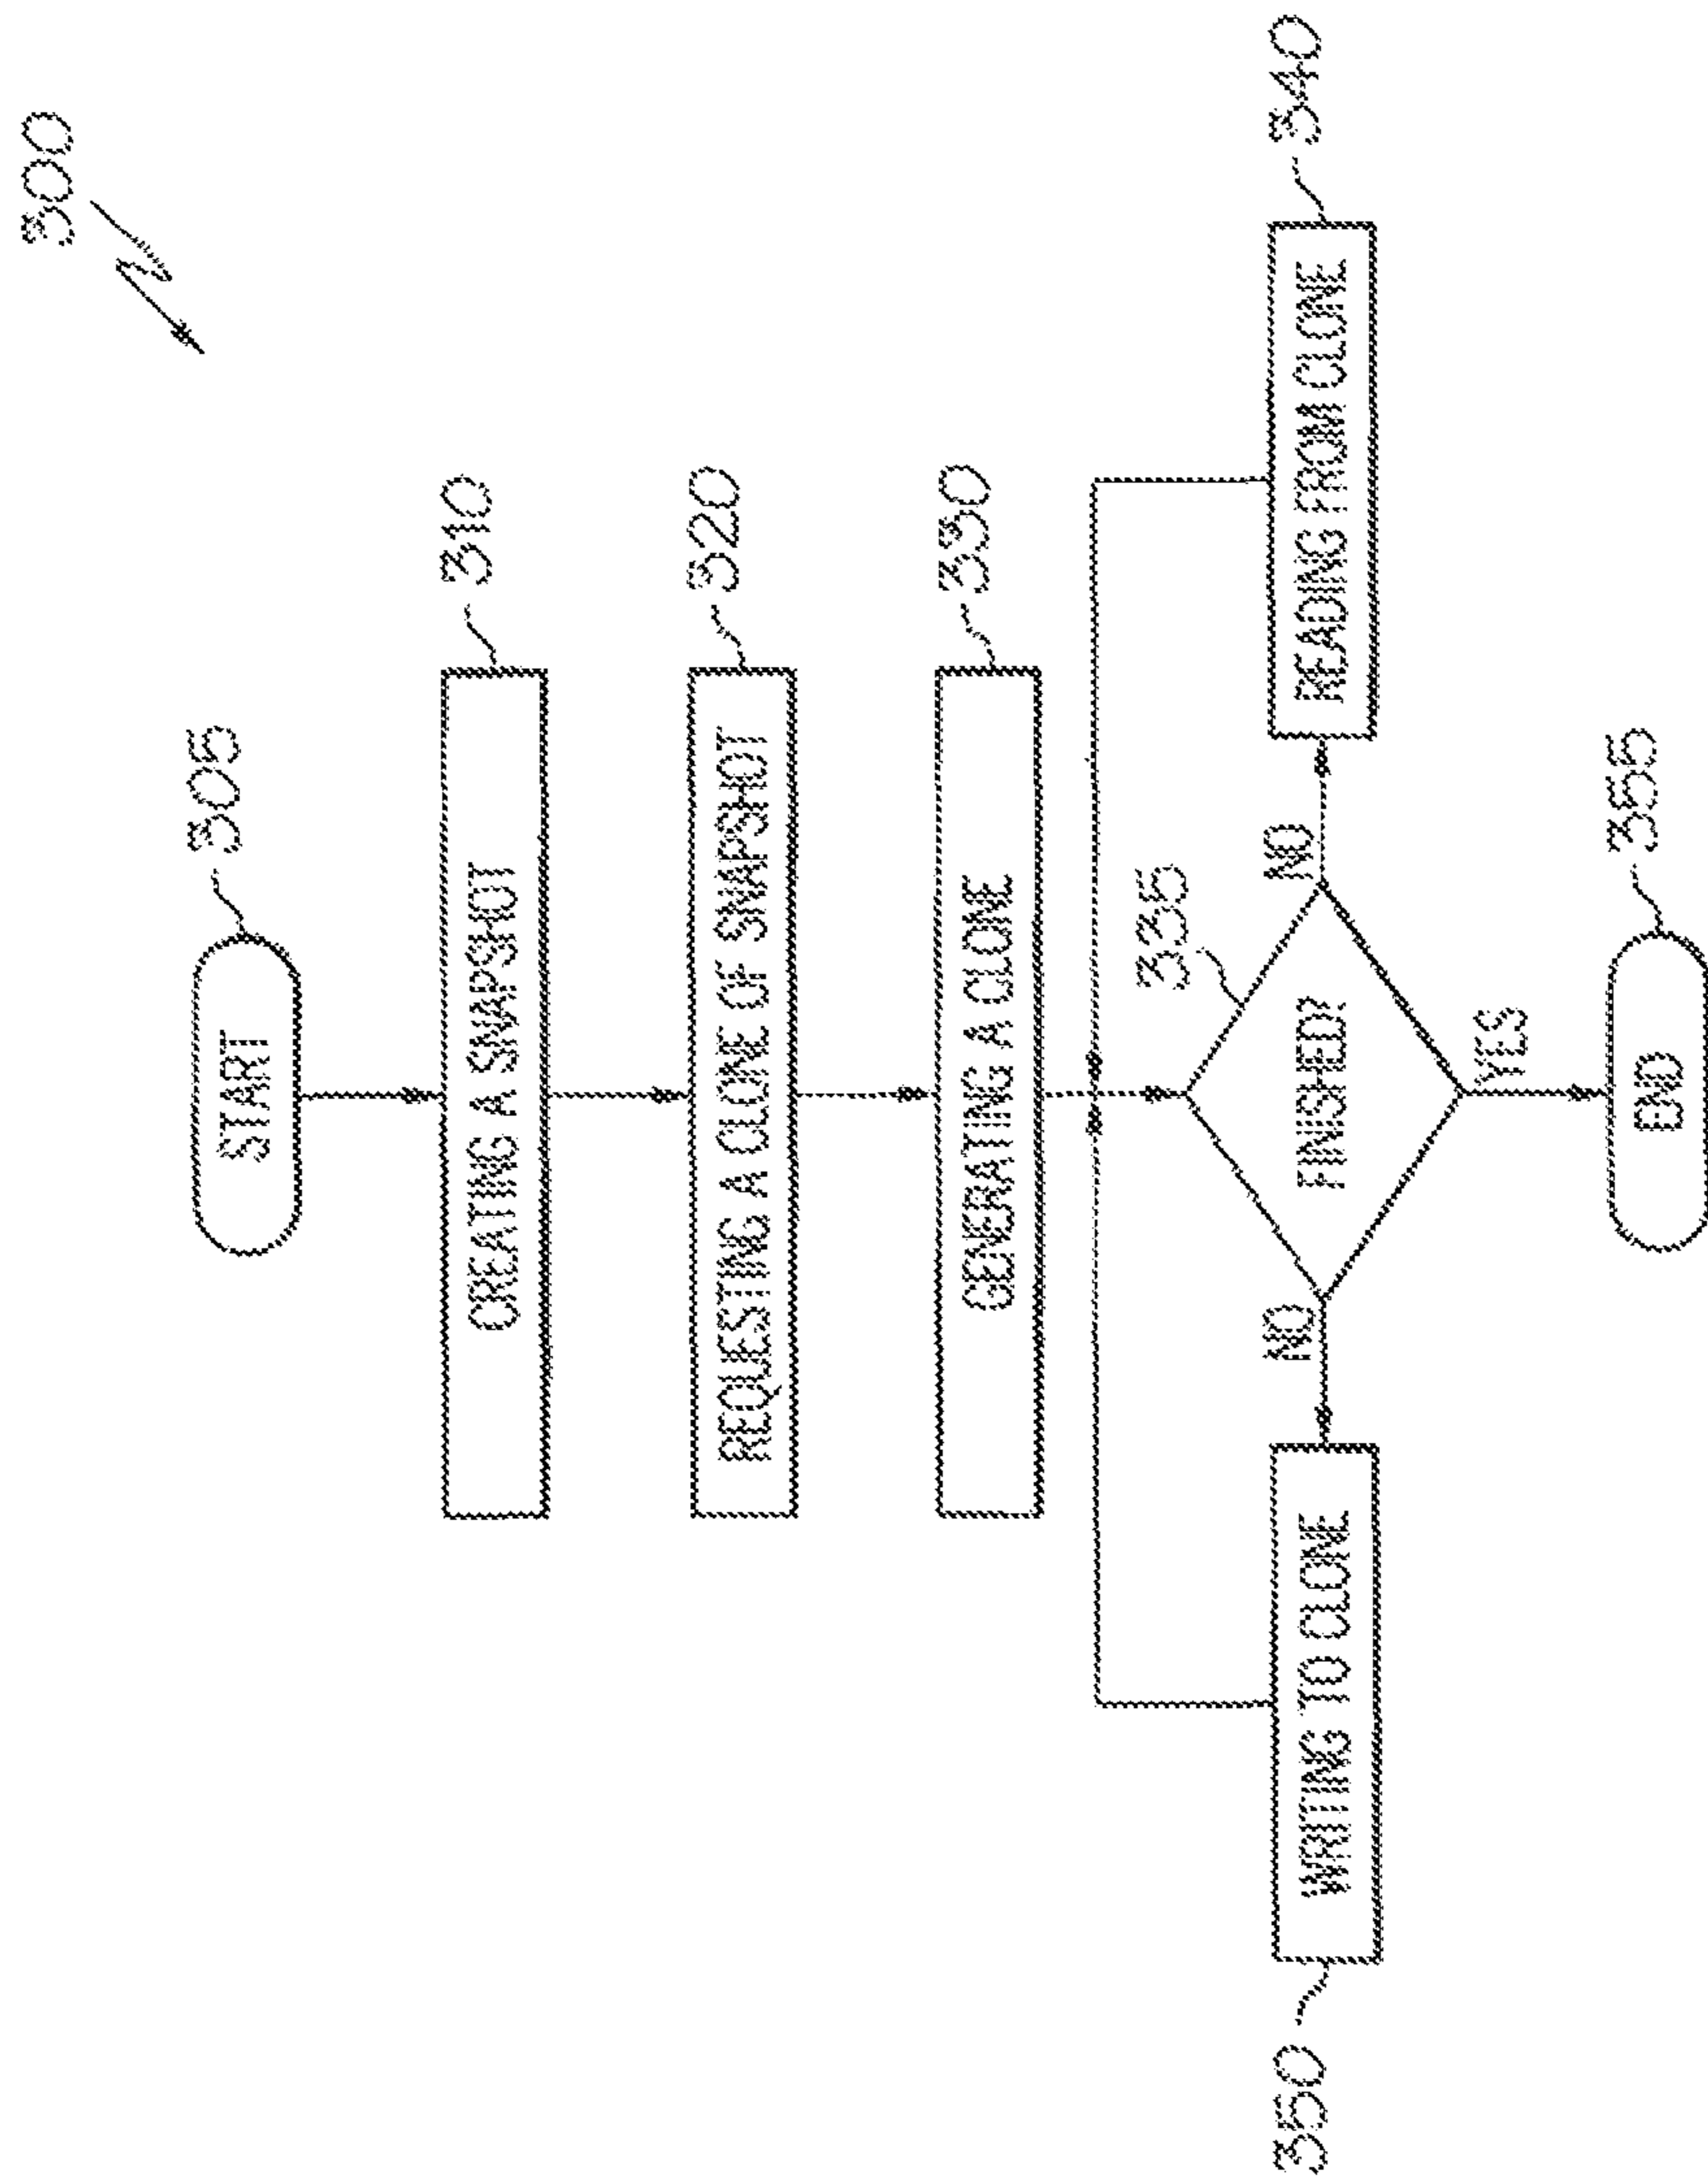 300
START
305
CREATING A SNAPSHOT
310
REQUESTING A CLONE OF SNAPSHOT
320
GENERATING A CLONE
330
335
FINISHED?
NO
NO
WRITING TO CLONE
350
READING FROM CLONE
340
YES
END
355